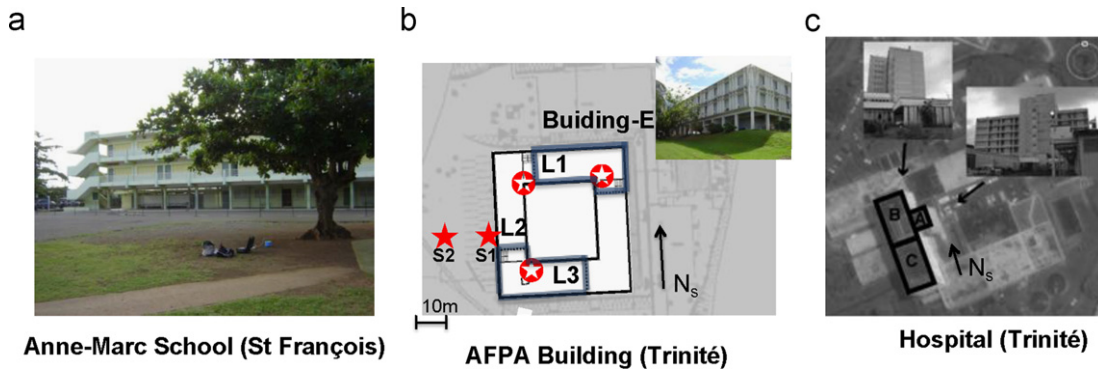 a
b
c
Buiding-E
L1
L2
S2
S1
L3
Ns
10m
B
A
C
Ns
Anne-Marc School (St François)
AFPA Building (Trinité)
Hospital (Trinité)